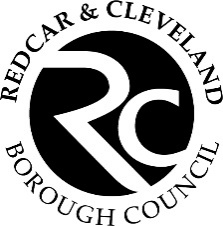 REDCAR & CLEVELAND
RC
BOROUGH COUNCIL